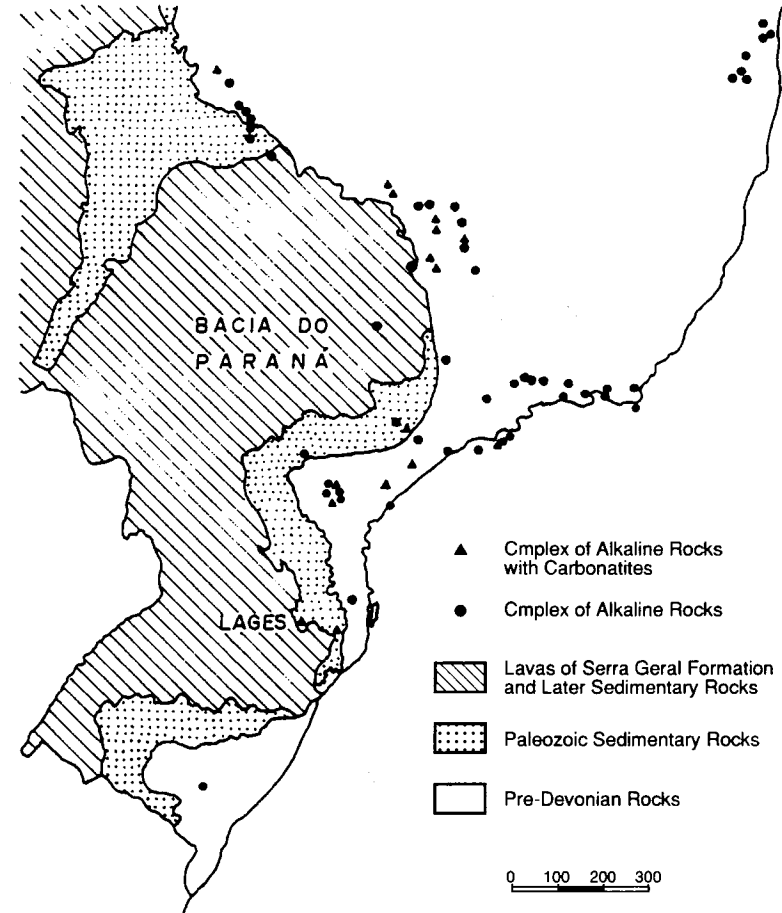 BACIA DO
PARANÁ
LAGES
Cmplex of Alkaline Rocks
with Carbonatites
Cmplex of Alkaline Rocks
Lavas of Serra Geral Formation
and Later Sedimentary Rocks
Paleozoic Sedimentary Rocks
Pre-Devonian Rocks
0 100 200 300